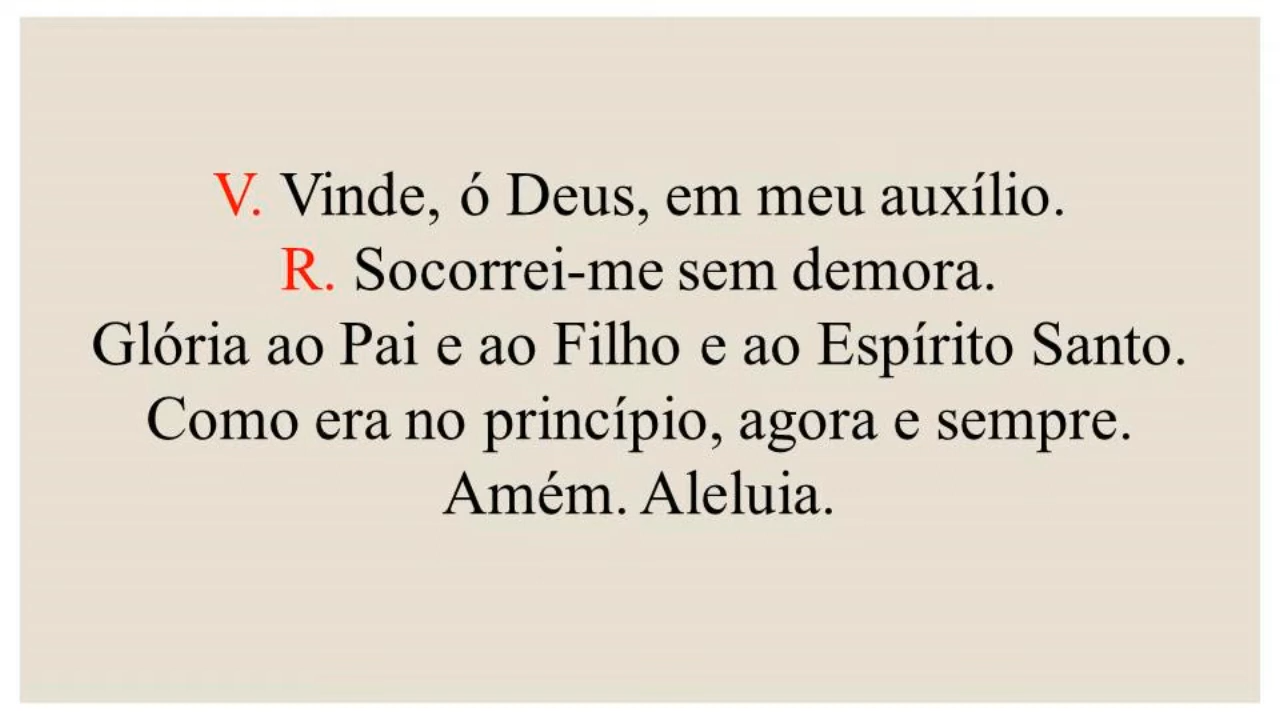 V. Vinde, ó Deus, em meu auxílio.
R. Socorrei-me sem demora.
Glória ao Pai e ao Filho e ao Espírito Santo.
Como era no princípio, agora e sempre.
Amém. Aleluia.